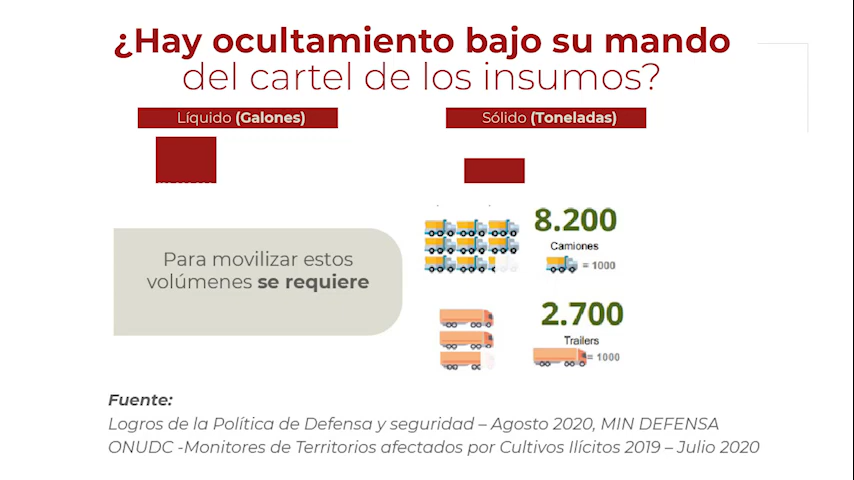 ¿Hay ocultamiento bajo su mando
del cartel de los insumos?
Líquido (Galones)
Sólido (Toneladas)
Para movilizar estos
volúmenes se requiere
8.200
Camiones
= 1000
2.700
Trailers
= 1000
Fuente:
Logros de la Política de Defensa y seguridad – Agosto 2020, MIN DEFENSA
ONUDC -Monitores de Territorios afectados por Cultivos Ilícitos 2019 – Julio 2020